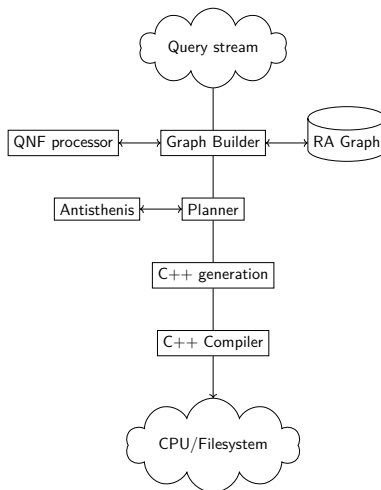 Query stream
QNF processor
Graph Builder
RA Graph
Antisthenis
Planner
C++ generation
C++ Compiler
CPU/Filesystem